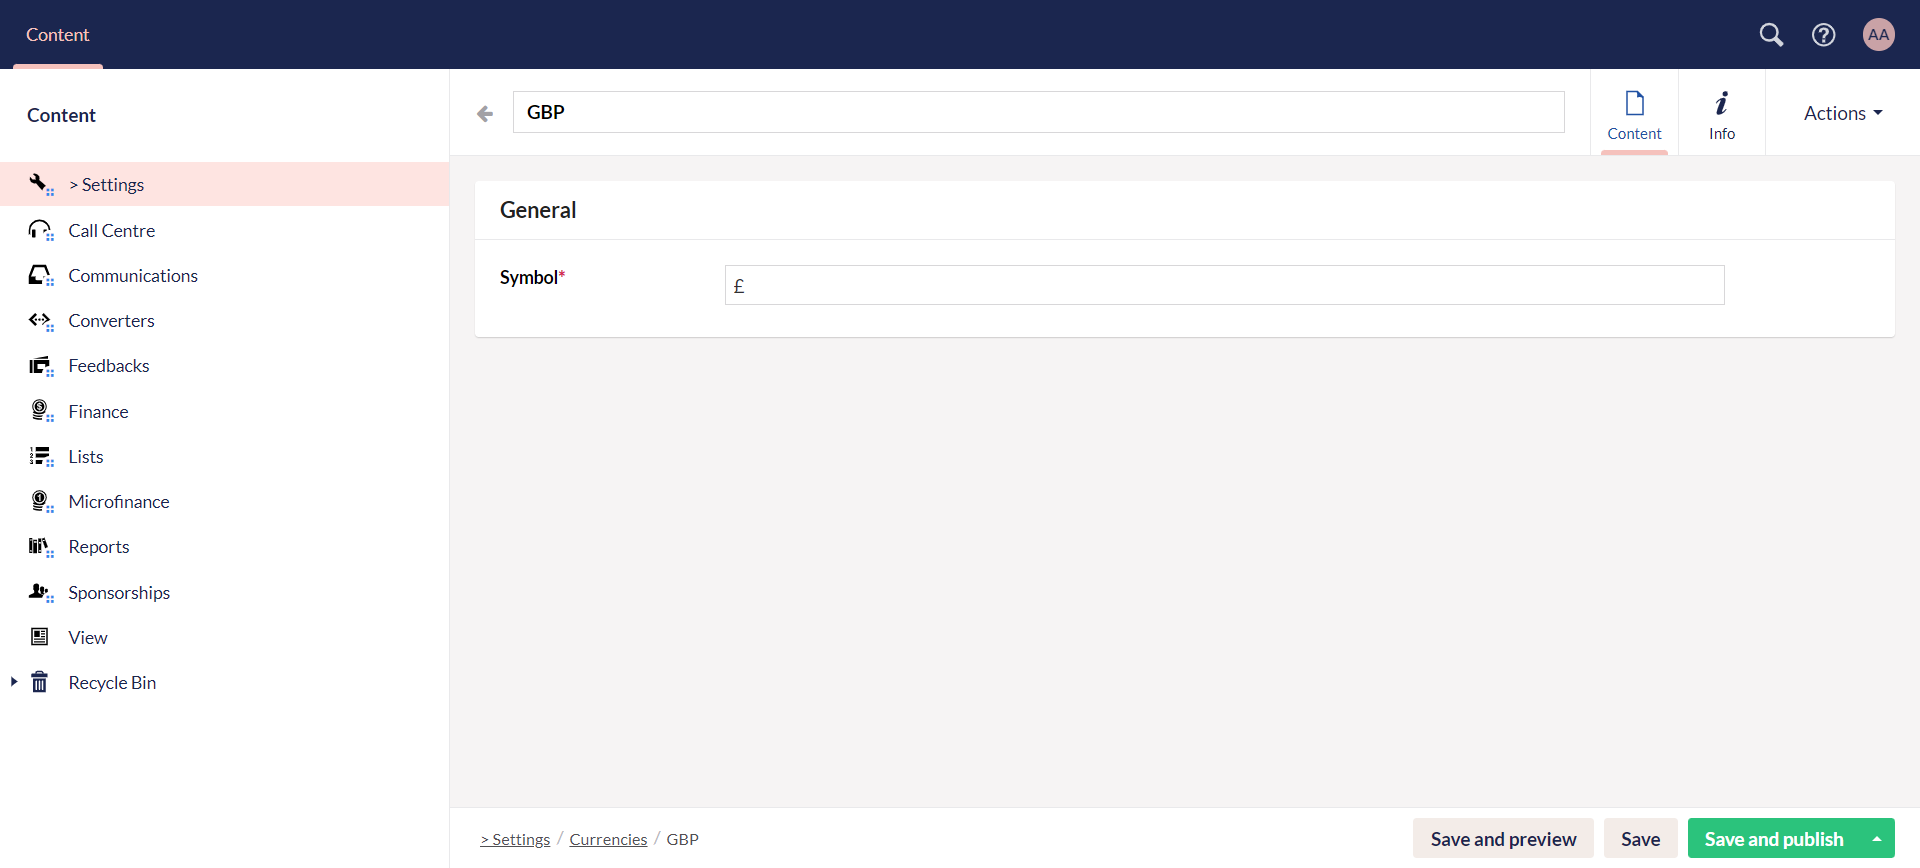 Content
AA
Content
> Settings
Call Centre
Communications
Converters
Feedbacks
Finance
Lists
Microfinance
Reports
Sponsorships
View
Recycle Bin
GBP
Content
Info
Actions
General
Symbol*
£
> Settings / Currencies / GBP
Save and preview
Save
Save and publish